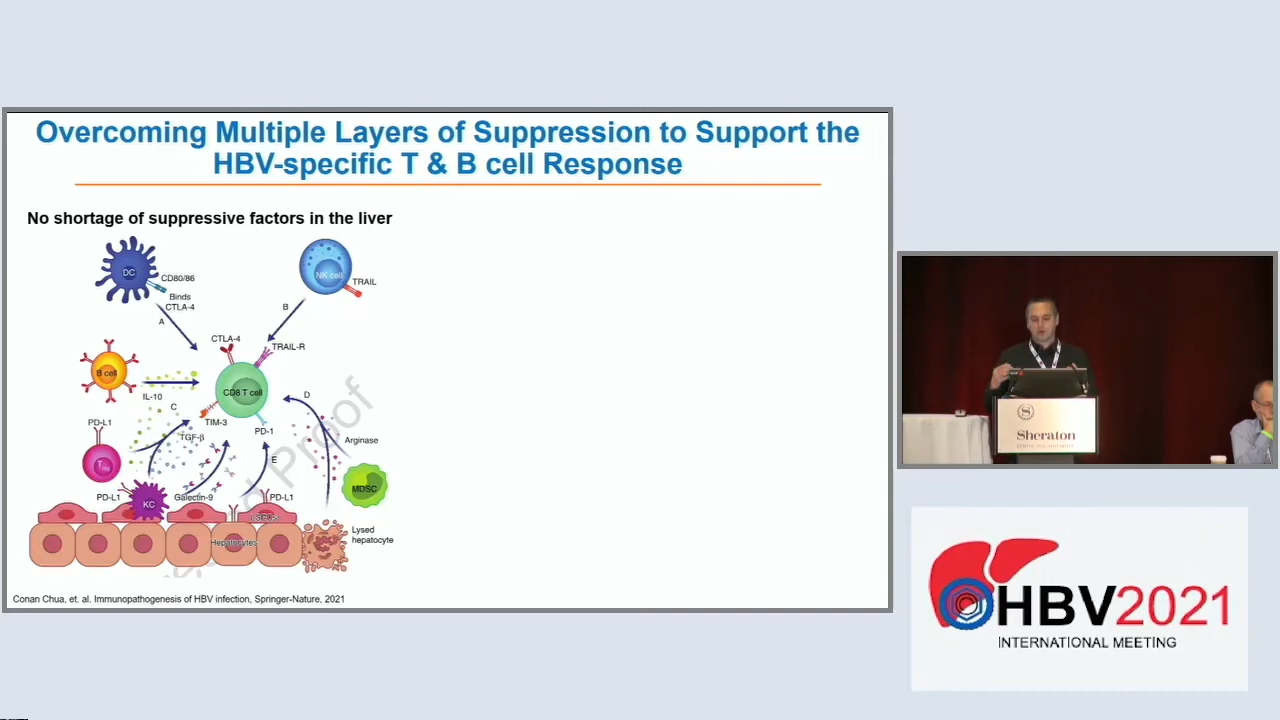 Overcoming Multiple Layers of Suppression to Support the
HBV-specific T & B cell Response
No shortage of suppressive factors in the liver
DC
CD80/86
Binds
CTLA-4
A
NK cell
TRAIL
B
CTLA-4
TRAIL-R
B cell
IL-10
CD8 T cell
C
TIM-3
PD-1
D
TGF-β
Arginase
PD-L1
E
MDSC
PD-L1
KC
Galectin-9
PD-L1
LSECs
Hepatocytes
Lysed
hepatocyte
Proof
Conan Chua, et. al. Immunopathogenesis of HBV infection, Springer-Nature, 2021
S
Sheraton
HBV2021
INTERNATIONAL MEETING